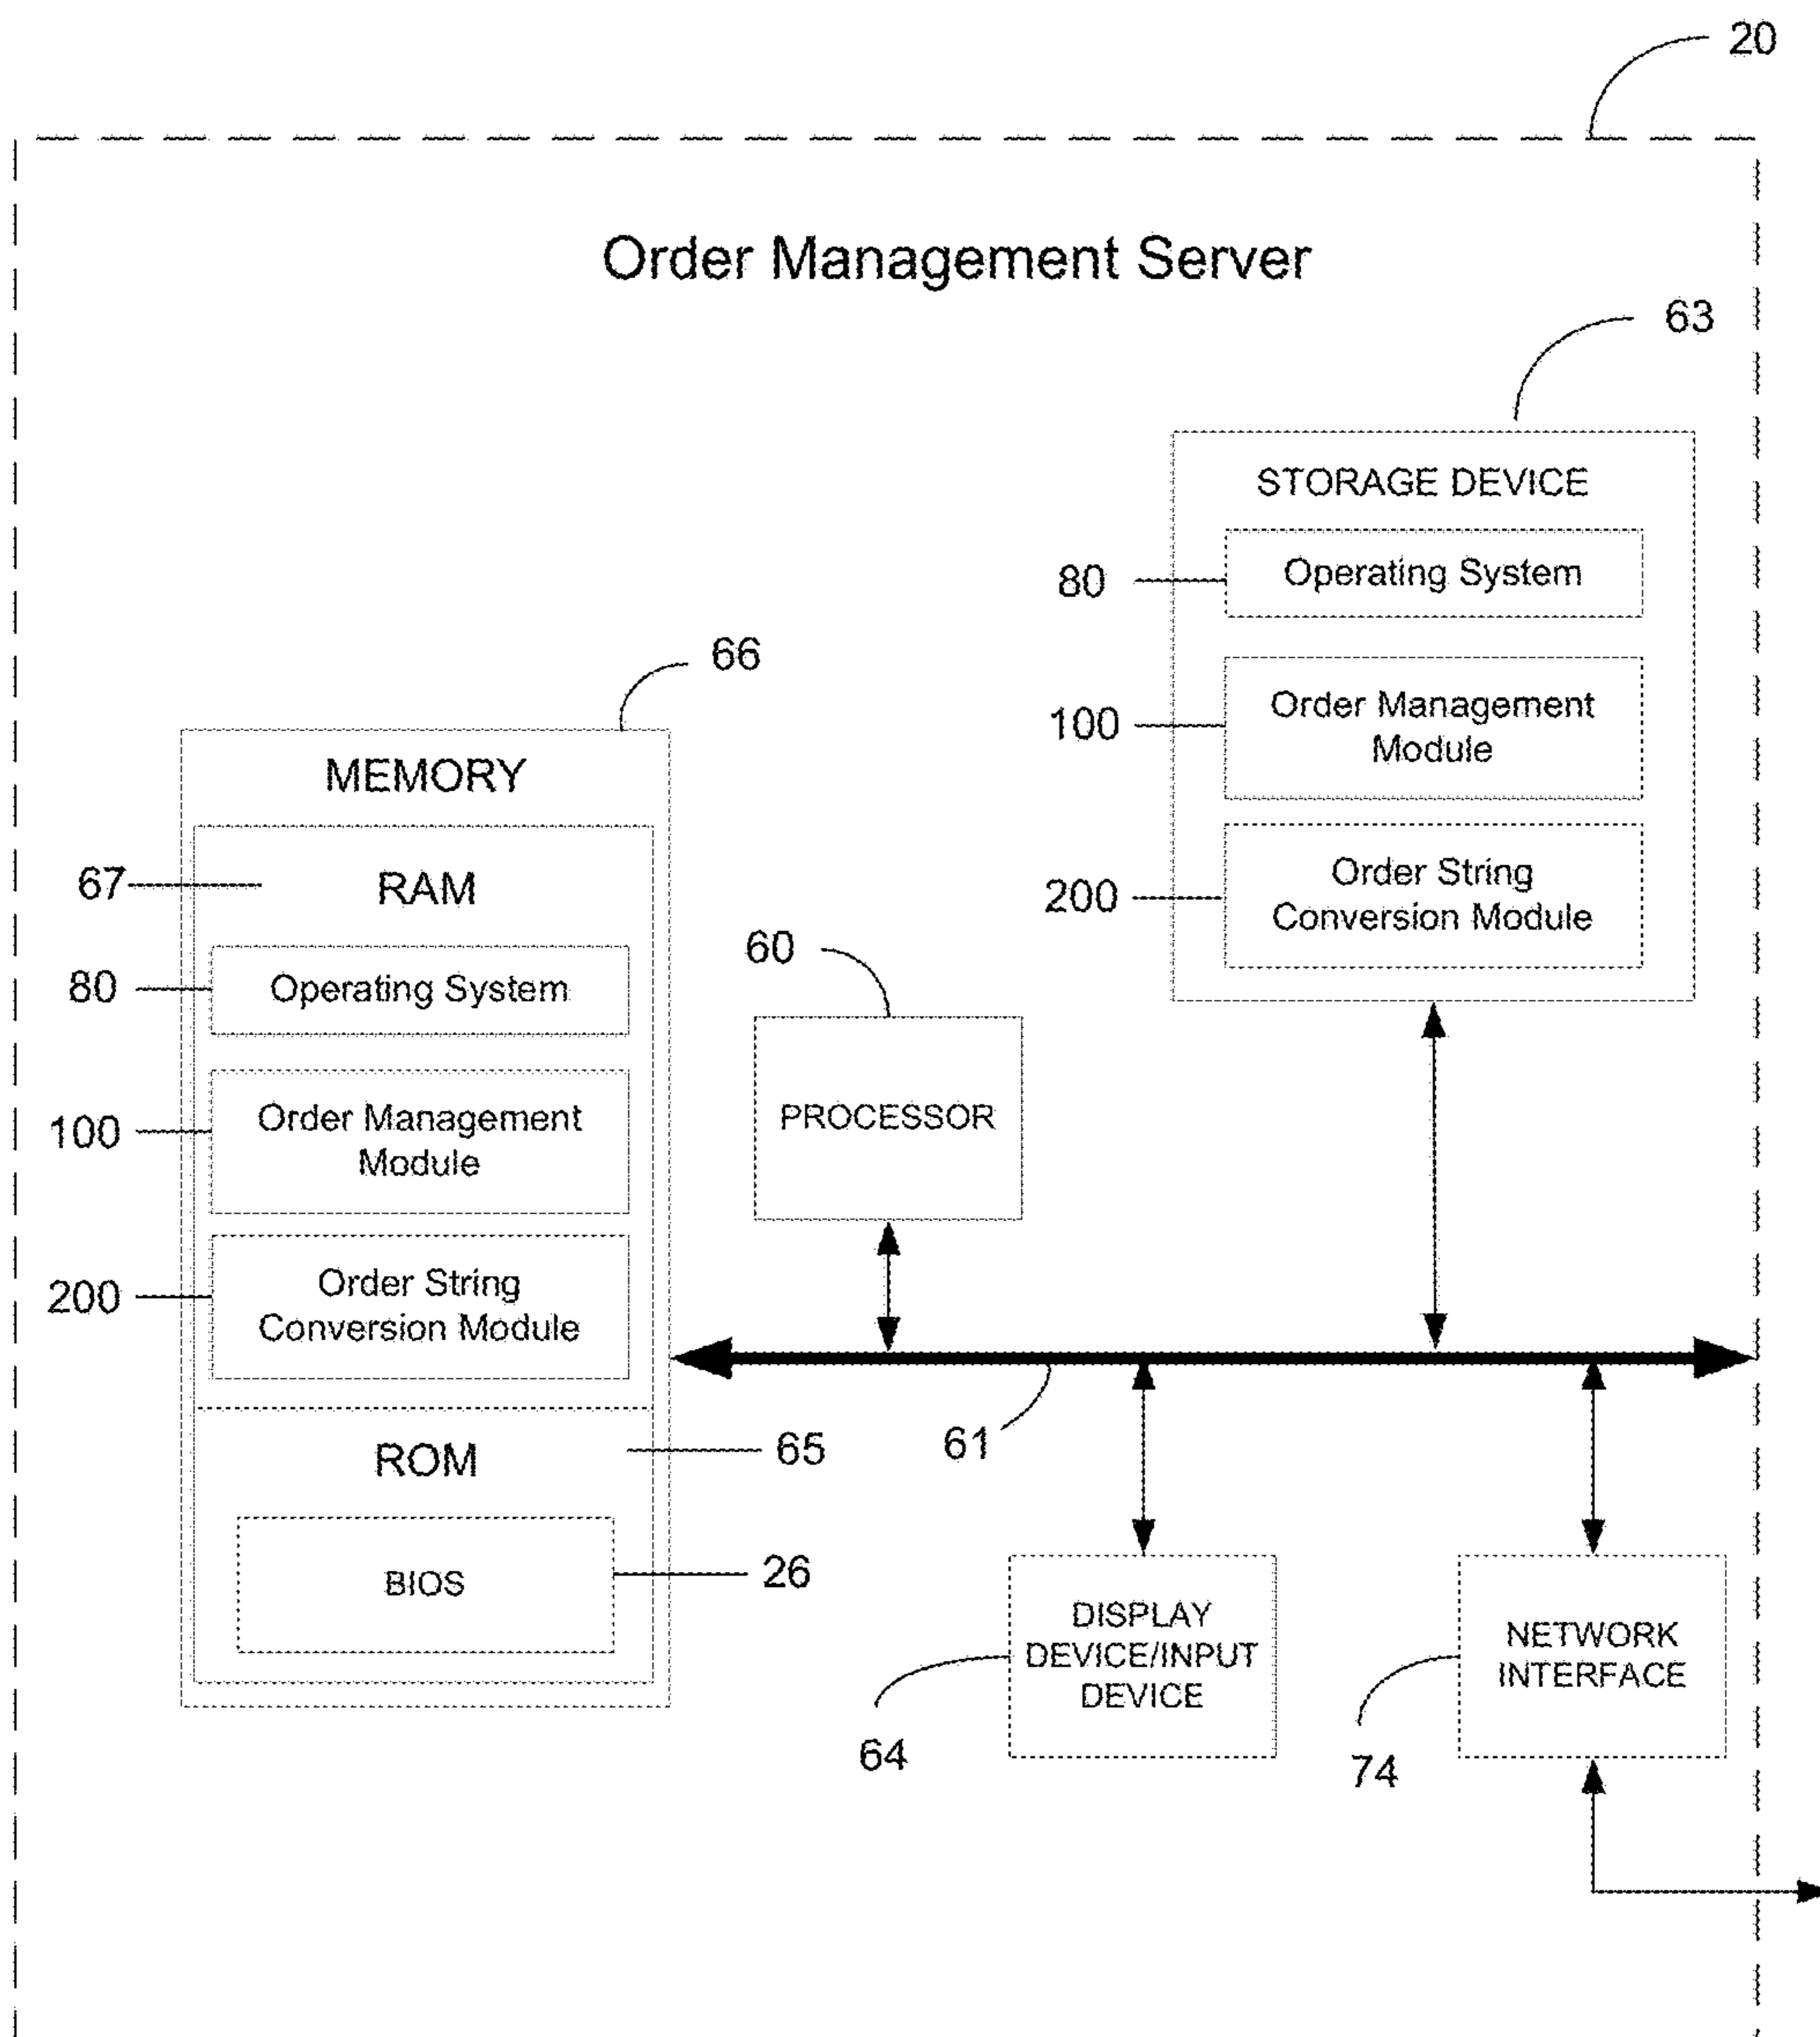 20
Order Management Server
63
STORAGE DEVICE
80
Operating System
100
Order Management
Module
200
Order String
Conversion Module
66
MEMORY
67
RAM
80
Operating System
100
Order Management
Module
200
Order String
Conversion Module
65
ROM
26
BIOS
60
PROCESSOR
61
DISPLAY
DEVICE/INPUT
DEVICE
64
NETWORK
INTERFACE
74